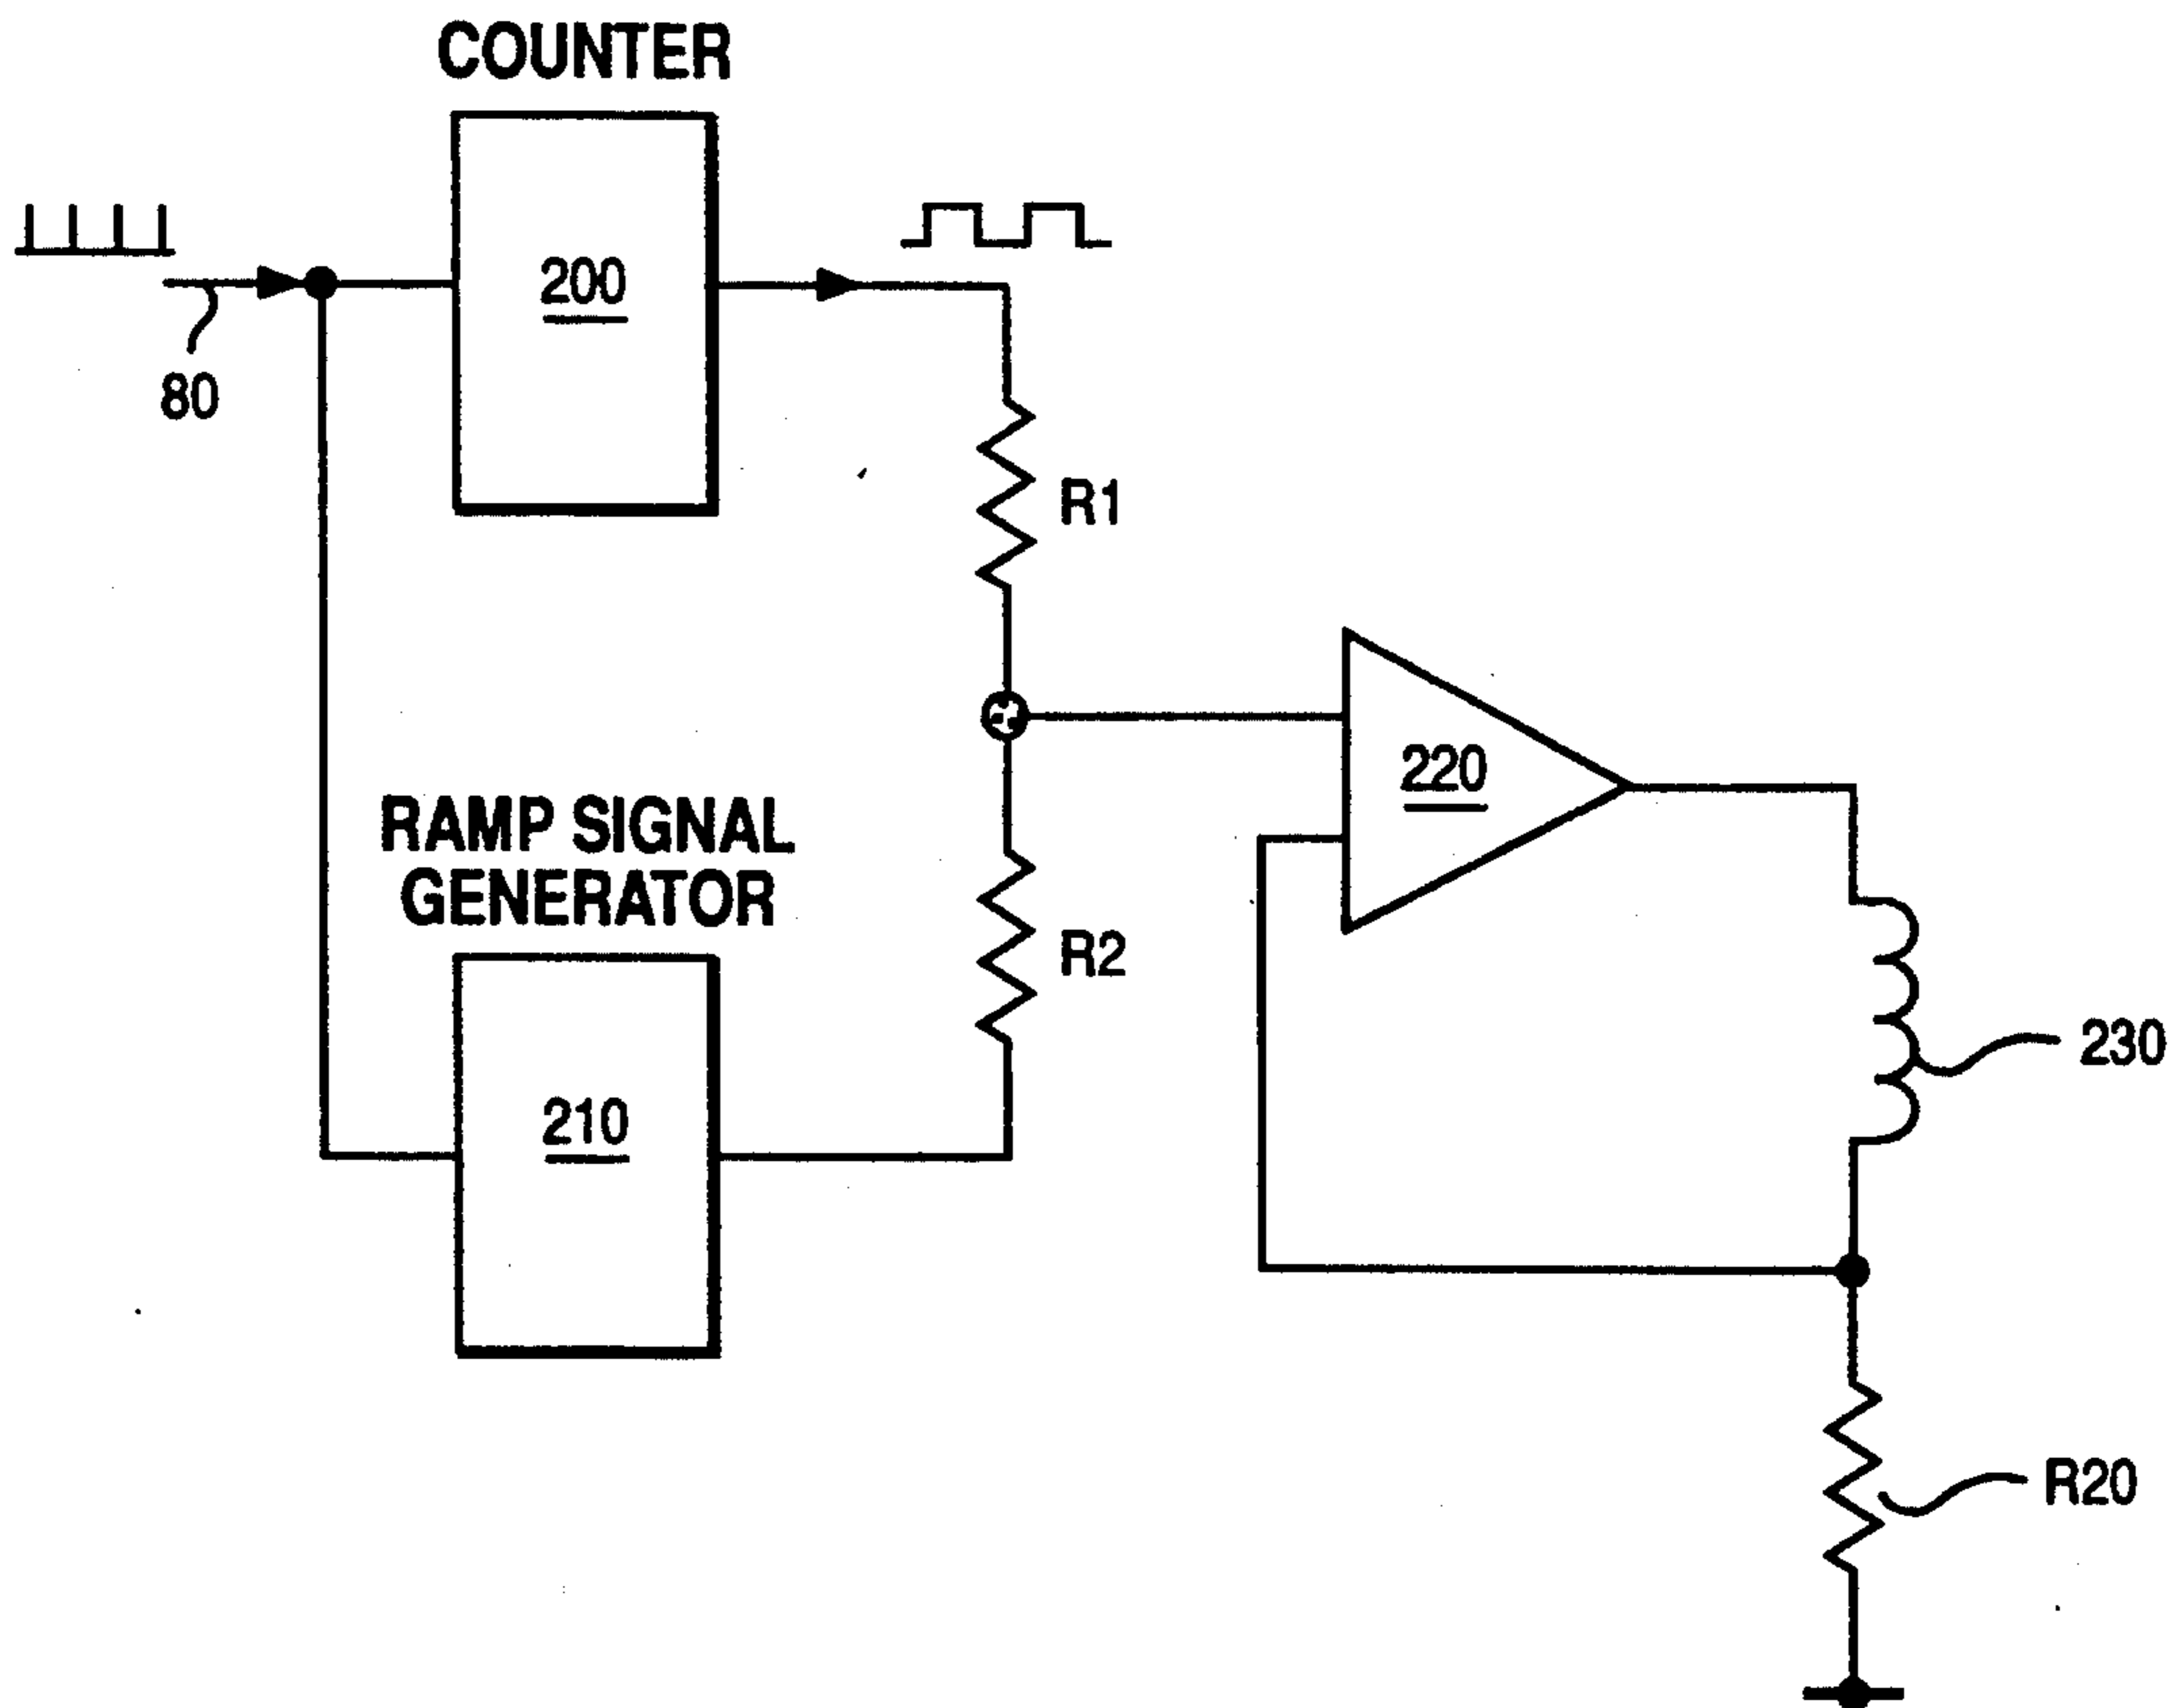 COUNTER
200
80
R1
220
RAMP SIGNAL
GENERATOR
R2
210
230
R20